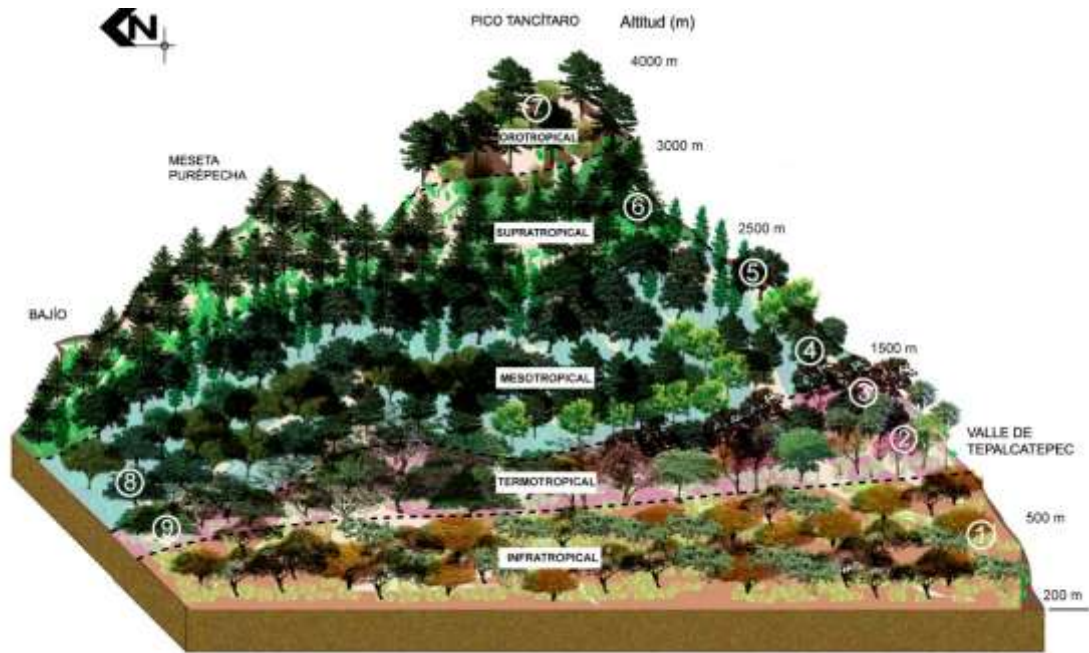 N
PICO TANCÍTARO
Altitud (m)
4000 m
7
OROTROPICAL
3000 m
MESETA
PURÉPECHA
6
SUPRATROPICAL
2500 m
5
BAJÍO
4
1500 m
MESOTROPICAL
3
2
VALLE DE
TEPALCATEPEC
8
TERMOTROPICAL
9
500 m
1
INFRATROPICAL
200 m